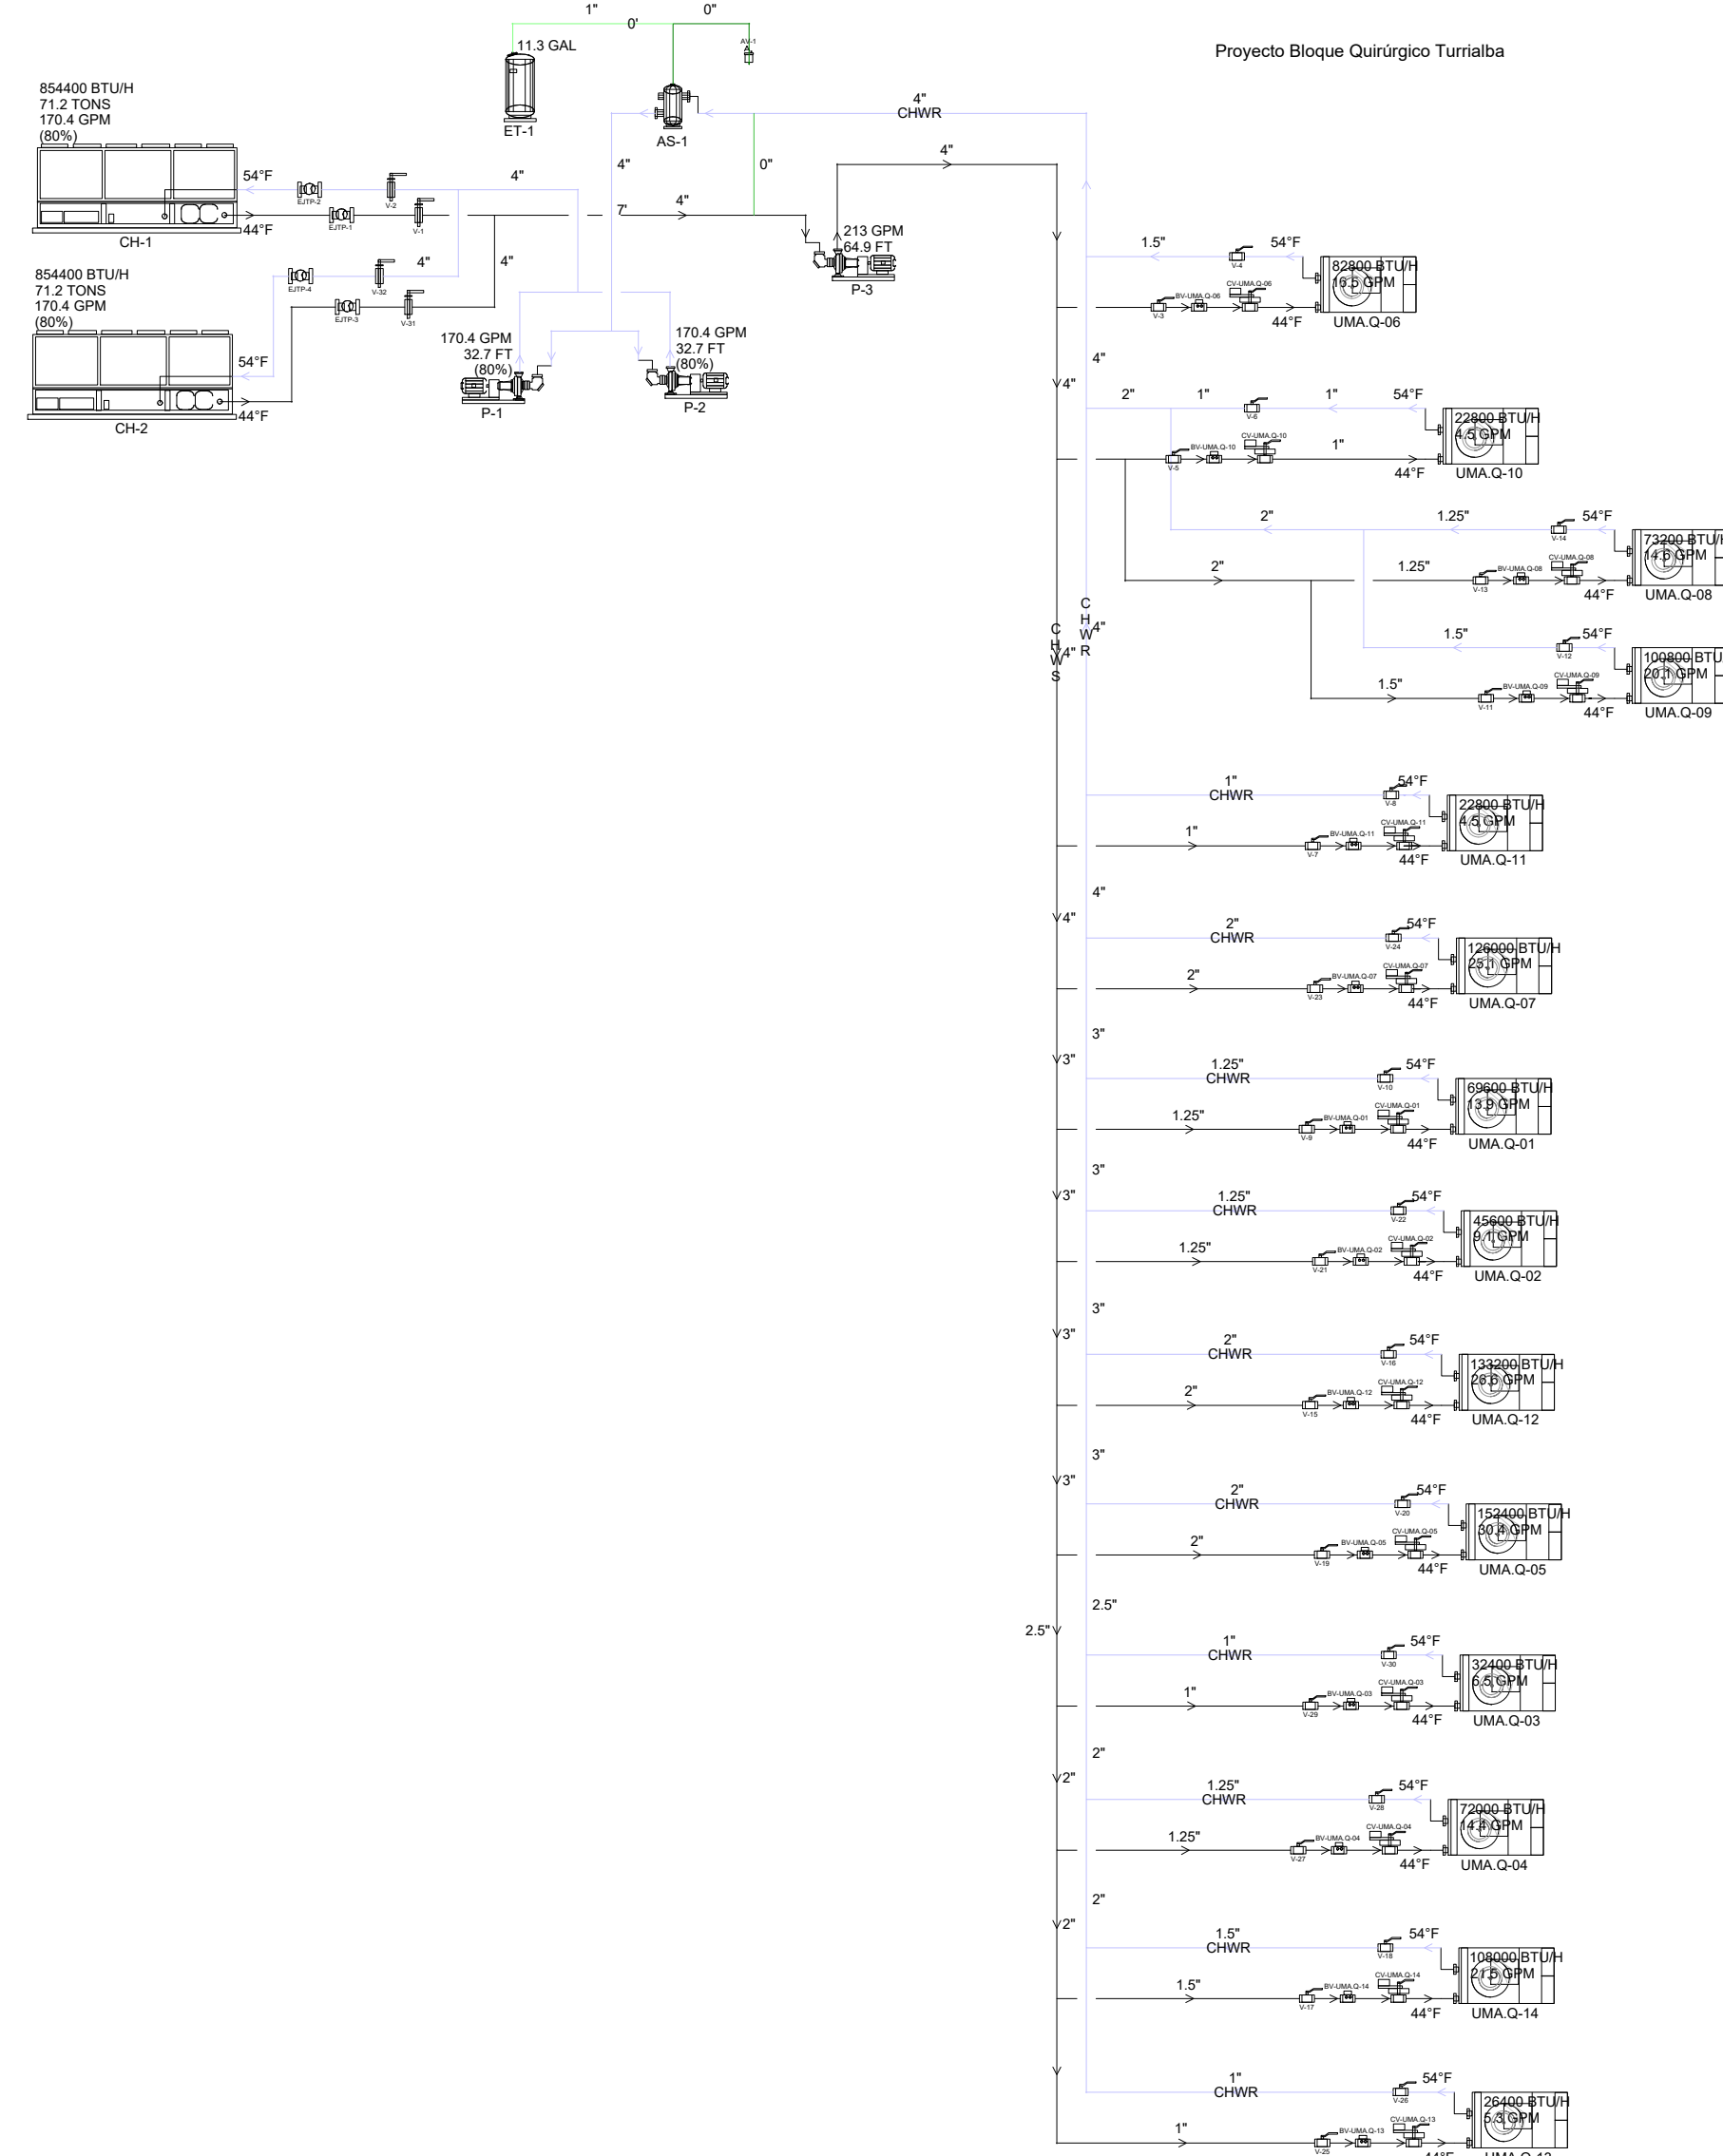 Proyecto Bloque Quirúrgico Turrialba
1"
0'
0"
AV-1
11.3 GAL
ET-1
AS-1
4"
CHWR
4"
0"
4"
854400 BTU/H
71.2 TONS
170.4 GPM
(80%)
54°F
EJTP-2
V-2
4"
44°F
EJTP-1
V-1
7'
4"
CH-1
213 GPM
64.9 FT
P-3
854400 BTU/H
71.2 TONS
170.4 GPM
(80%)
EJTP-4
V-32
4"
4"
EJTP-3
V-31
54°F
44°F
CH-2
170.4 GPM
32.7 FT
(80%)
P-1
170.4 GPM
32.7 FT
(80%)
P-2
1.5"
V-4
54°F
82800 BTU/H
16.5 GPM
V-3
BV-UMA.Q-06
CV-UMA.Q-06
44°F
UMA.Q-06
4"
4"
2"
1"
V-6
1"
54°F
22800 BTU/H
4.5 GPM
V-5
BV-UMA.Q-10
CV-UMA.Q-10
1"
44°F
UMA.Q-10
2"
1.25"
V-14
54°F
73200 BTU/H
14.6 GPM
2"
1.25"
V-13
BV-UMA.Q-08
CV-UMA.Q-08
44°F
UMA.Q-08
CHWR
4"
CHWS
4"
1.5"
V-12
54°F
100800 BTU
20.1 GPM
1.5"
V-11
BV-UMA.Q-09
CV-UMA.Q-09
44°F
UMA.Q-09
1"
CHWR
V-8
54°F
22800 BTU/H
4.5 GPM
1"
V-7
BV-UMA.Q-11
CV-UMA.Q-11
44°F
UMA.Q-11
4"
4"
2"
CHWR
V-24
54°F
126000 BTU/H
25.1 GPM
2"
V-23
BV-UMA.Q-07
CV-UMA.Q-07
44°F
UMA.Q-07
3"
3"
1.25"
CHWR
V-10
54°F
69600 BTU/H
13.9 GPM
1.25"
V-9
BV-UMA.Q-01
CV-UMA.Q-01
44°F
UMA.Q-01
3"
3"
1.25"
CHWR
V-22
54°F
45600 BTU/H
9.1 GPM
1.25"
V-21
BV-UMA.Q-02
CV-UMA.Q-02
44°F
UMA.Q-02
3"
3"
2"
CHWR
V-16
54°F
133200 BTU/H
26.6 GPM
2"
V-15
BV-UMA.Q-12
CV-UMA.Q-12
44°F
UMA.Q-12
3"
3"
2"
CHWR
V-20
54°F
152400 BTU/H
30.4 GPM
2"
V-19
BV-UMA.Q-05
CV-UMA.Q-05
44°F
UMA.Q-05
2.5"
2.5"
1"
CHWR
V-30
54°F
32400 BTU/H
6.5 GPM
1"
V-29
BV-UMA.Q-03
CV-UMA.Q-03
44°F
UMA.Q-03
2"
2"
1.25"
CHWR
V-28
54°F
72000 BTU/H
14.4 GPM
1.25"
V-27
BV-UMA.Q-04
CV-UMA.Q-04
44°F
UMA.Q-04
2"
2"
1.5"
CHWR
V-18
54°F
108000 BTU/H
21.5 GPM
1.5"
V-17
BV-UMA.Q-14
CV-UMA.Q-14
44°F
UMA.Q-14
1"
CHWR
V-26
54°F
26400 BTU/H
5.3 GPM
1"
V-25
BV-UMA.Q-13
CV-UMA.Q-13